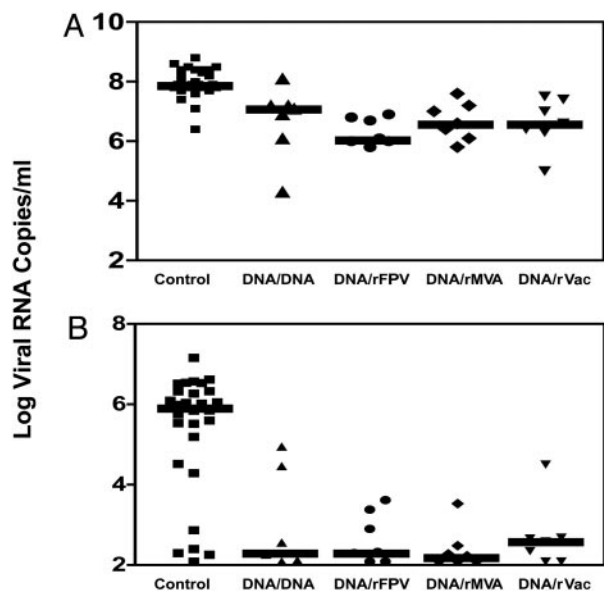 A
10
8
6
4
2
Control DNA/DNA DNA/rFPV DNA/rMVA DNA/rVac
Log Viral RNA Copies/ml
B
8
6
4
2
Control DNA/DNA DNA/rFPV DNA/rMVA DNA/rVac